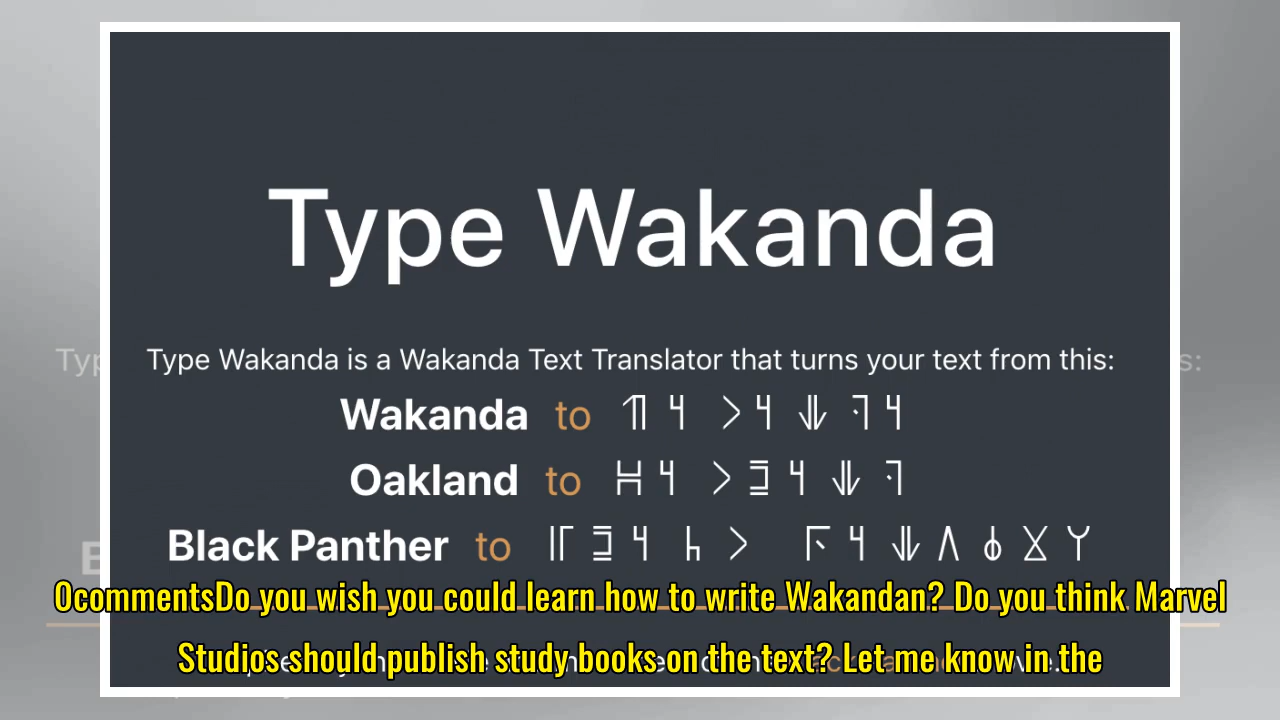 Type Wakanda
Type Wakanda is a Wakanda Text Translator that turns your text from this:
Wakanda to
Oakland to
Black Panther to
0commentsDo you wish you could learn how to write Wakandan? Do you think Marvel
Studios should publish study books on the text? Let me know in the